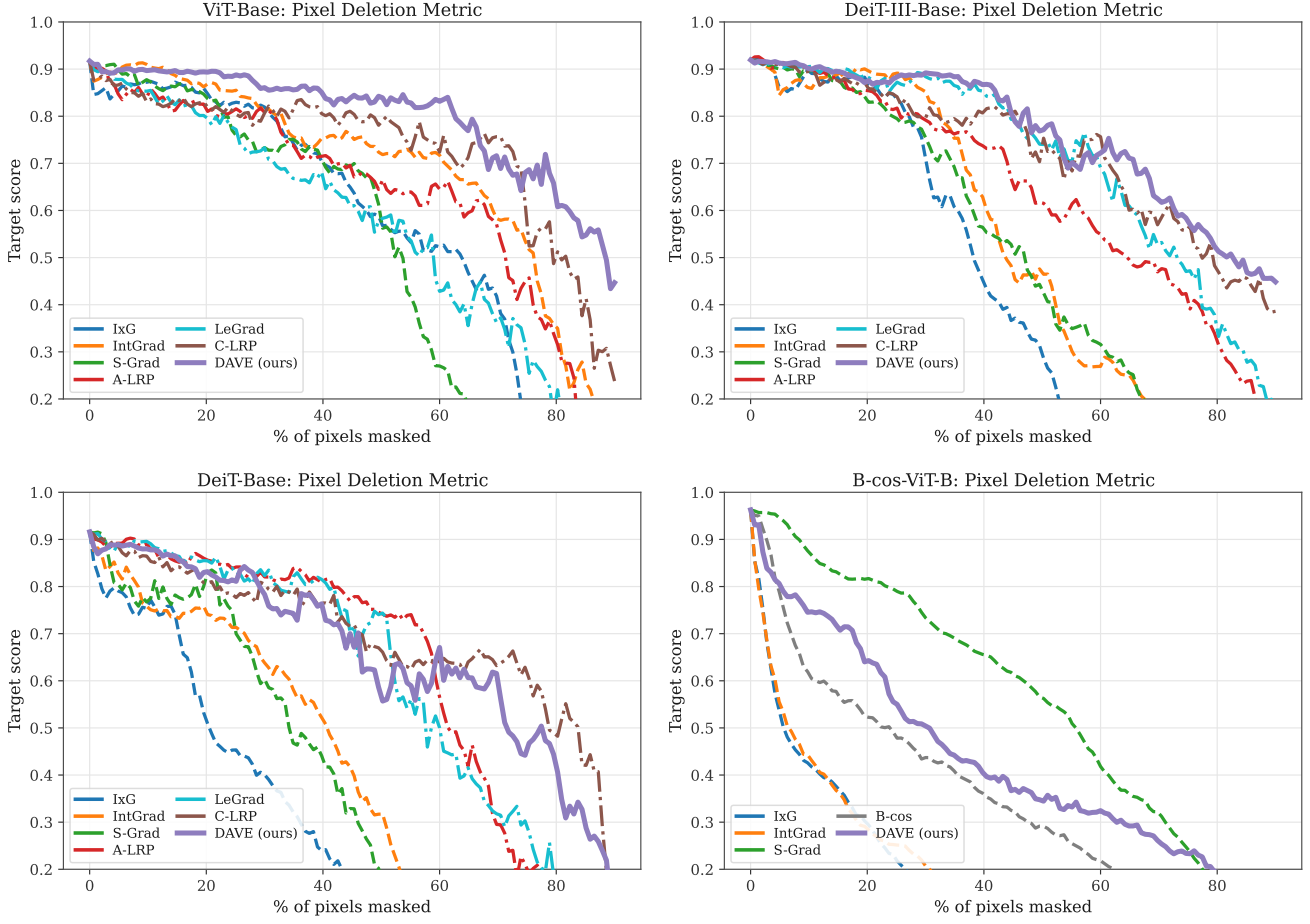 ViT-Base: Pixel Deletion Metric
1.0
0.9
0.8
0.7
0.6
0.5
0.4
0.3
0.2
Target score
IxG
IntGrad
S-Grad
A-LRP
LeGrad
C-LRP
DAVE (ours)
0 20 40 60 80
% of pixels masked
DeiT-III-Base: Pixel Deletion Metric
1.0
0.9
0.8
0.7
0.6
0.5
0.4
0.3
0.2
Target score
IxG
IntGrad
S-Grad
A-LRP
LeGrad
C-LRP
DAVE (ours)
0 20 40 60 80
% of pixels masked
DeiT-Base: Pixel Deletion Metric
1.0
0.9
0.8
0.7
0.6
0.5
0.4
0.3
0.2
Target score
IxG
IntGrad
S-Grad
A-LRP
LeGrad
C-LRP
DAVE (ours)
0 20 40 60 80
% of pixels masked
B-cos-ViT-B: Pixel Deletion Metric
1.0
0.9
0.8
0.7
0.6
0.5
0.4
0.3
0.2
Target score
IxG
IntGrad
S-Grad
B-cos
DAVE (ours)
0 20 40 60 80
% of pixels masked